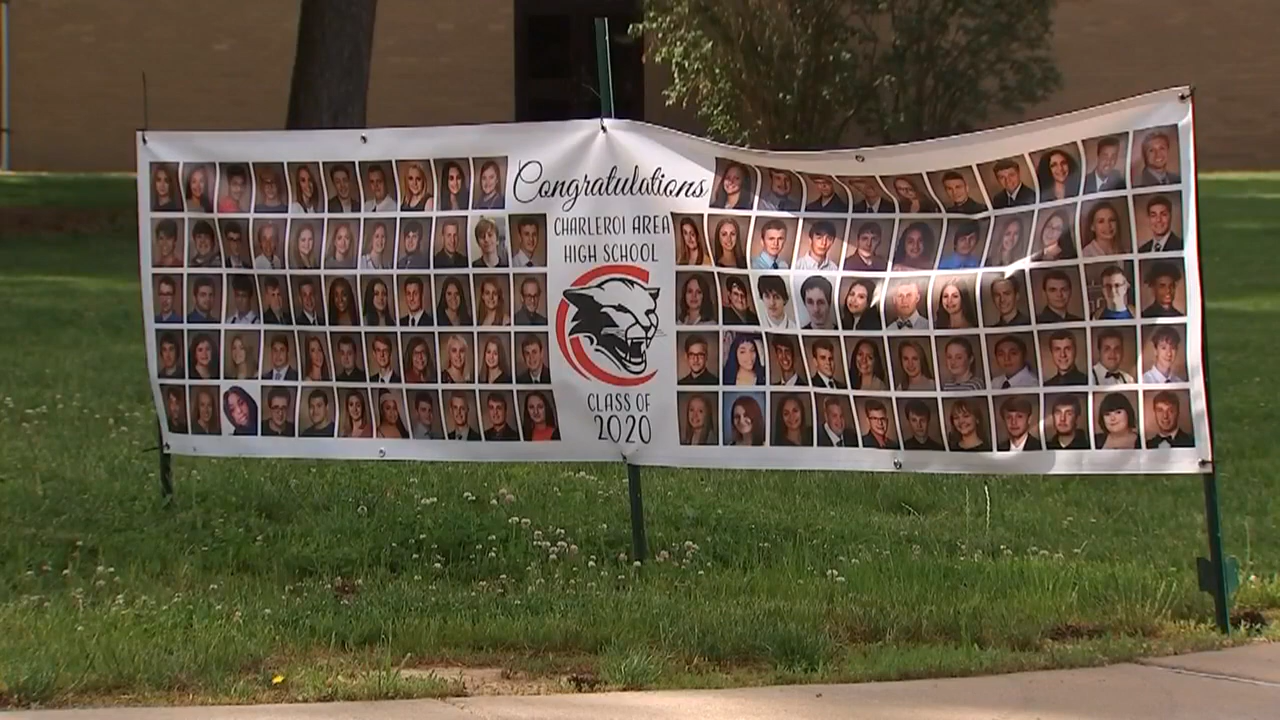 Congratulations
CHARLEROI AREA
HIGH SCHOOL
CLASS OF
2020